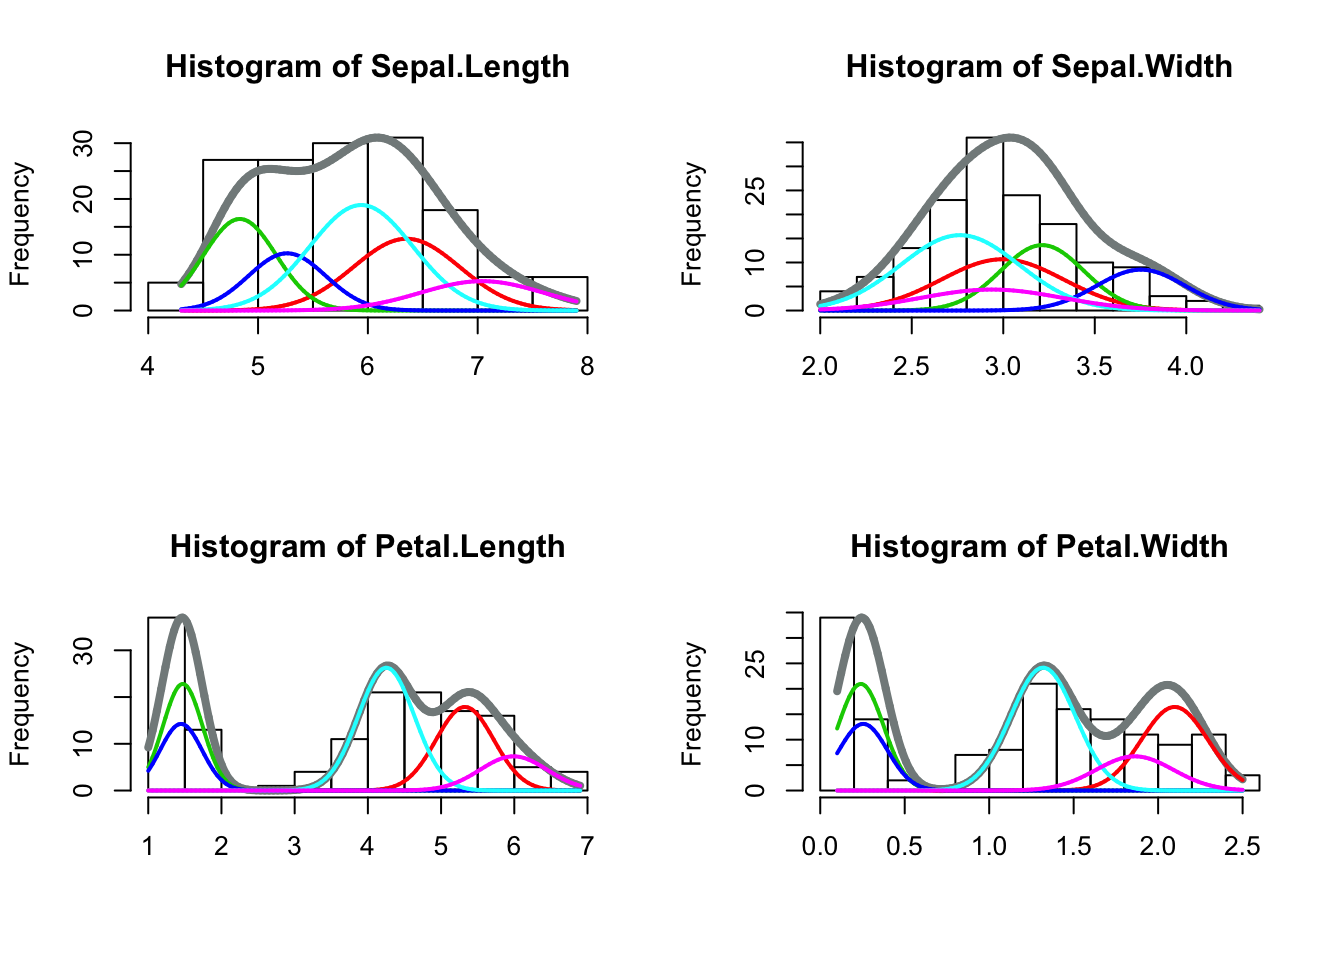 Histogram of Sepal.Length
Frequency
0 10 20 30
4 5 6 7 8
Histogram of Sepal.Width
Frequency
0 10 25
2.0 2.5 3.0 3.5 4.0
Histogram of Petal.Length
Frequency
0 10 30
1 2 3 4 5 6 7
Histogram of Petal.Width
Frequency
0 10 25
0.0 0.5 1.0 1.5 2.0 2.5